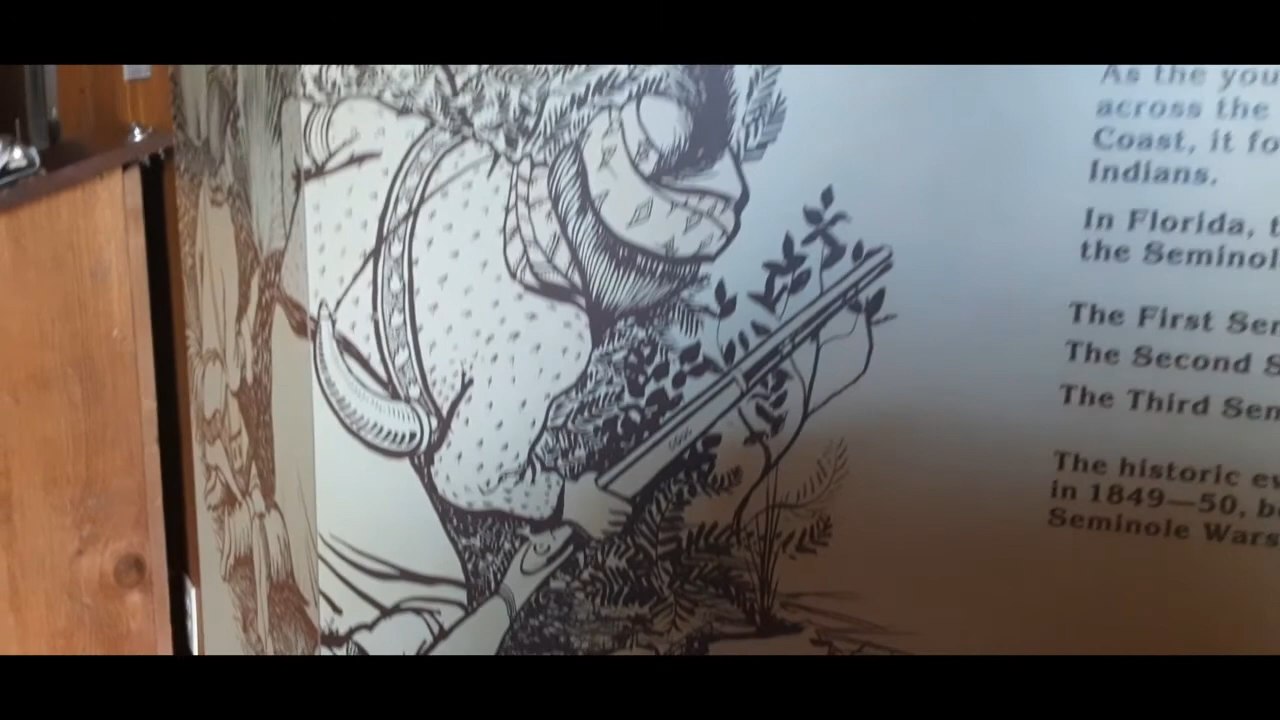 As the you
across the
Coast, it fo
Indians.
In Florida, t
the Seminol
The First Sem
The Second S
The Third Sem
The historic ev
in 1849—50, b
Seminole Wars